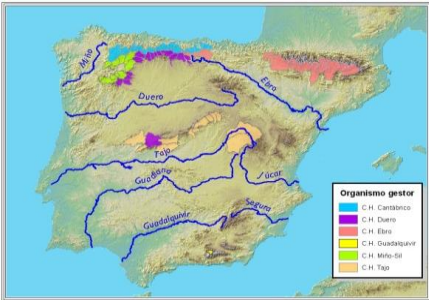 Miño
Ebro
Duero
Tajo
Guadiana
Júcar
Guadalquivir
Segura
Organismo gestor
C.H. Cantábrico
C.H. Duero
C.H. Ebro
C.H. Guadalquivir
C.H. Miño-Sil
C.H. Tajo